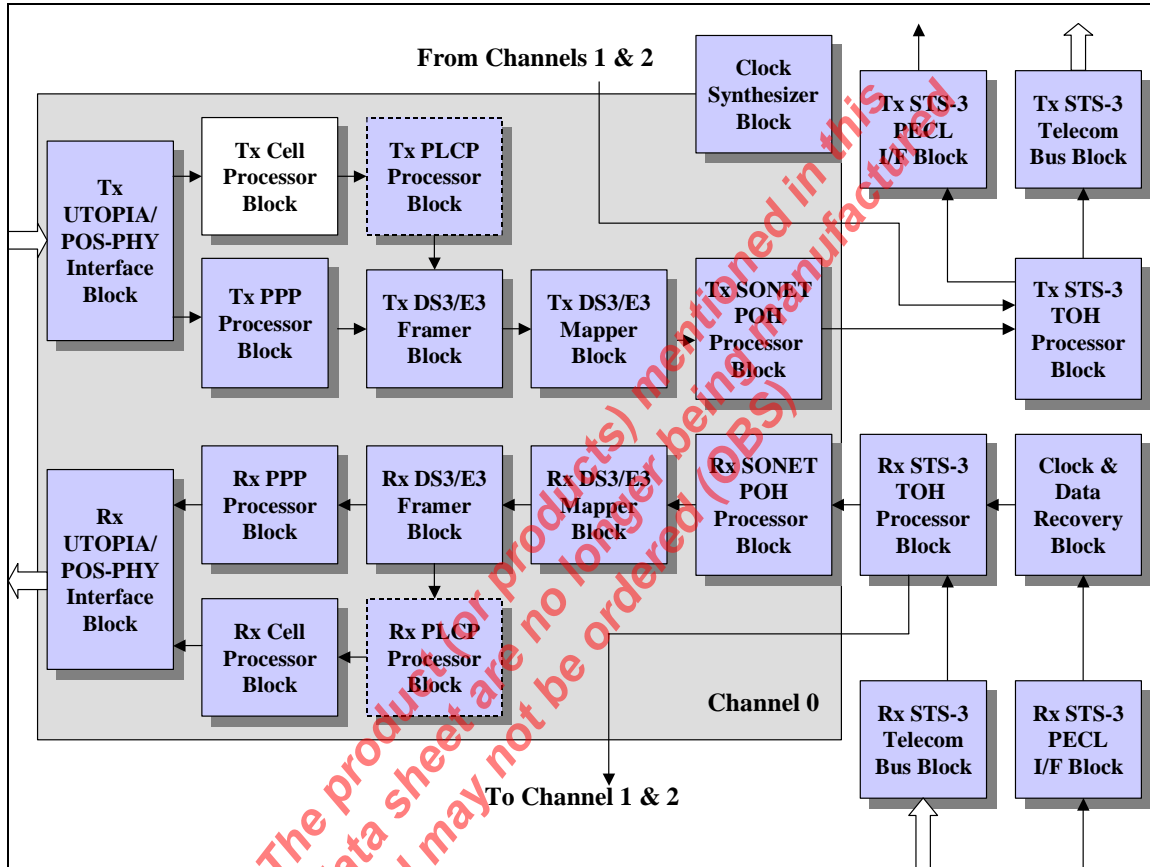 From Channels 1 & 2
Clock
Synthesizer
Block
Tx STS-3
PECL
I/F Block
Tx STS-3
Telecom
Bus Block
Tx
UTOPIA/
POS-PHY
Interface
Block
Tx Cell
Processor
Block
Tx PLCP
Processor
Block
Tx PPP
Processor
Block
Tx DS3/E3
Framer
Block
Tx DS3/E3
Mapper
Block
Tx SONET
POH
Processor
Block
Tx STS-3
TOH
Processor
Block
Rx
UTOPIA/
POS-PHY
Interface
Block
Rx PPP
Processor
Block
Rx DS3/E3
Framer
Block
Rx DS3/E3
Mapper
Block
Rx SONET
POH
Processor
Block
Rx STS-3
TOH
Processor
Block
Clock &
Data
Recovery
Block
Rx Cell
Processor
Block
Rx PLCP
Processor
Block
Channel 0
Rx STS-3
Telecom
Bus Block
Rx STS-3
PECL
I/F Block
To Channel 1 & 2
The product (or products) mentioned in this
data sheet are no longer being manufactured
may not be ordered (OBS)